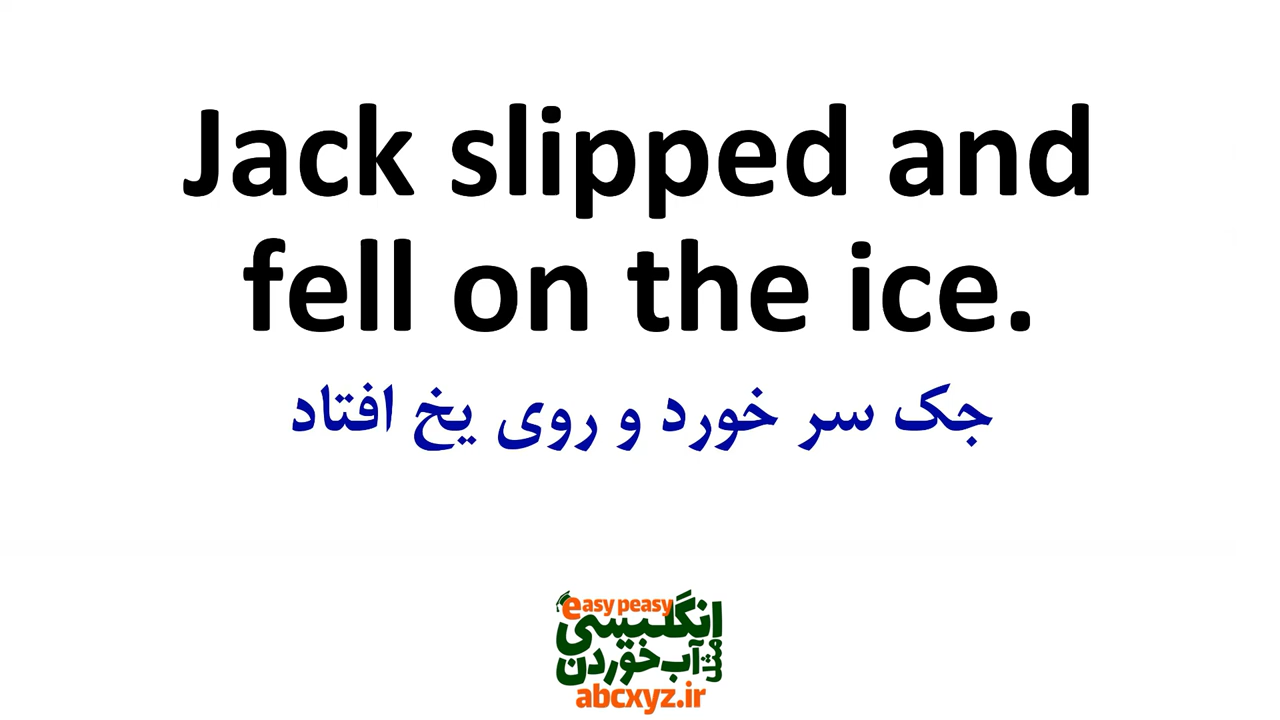 Jack slipped and
fell on the ice.
جک سر خورد و روی یخ افتاد
easy peasy
انگلیسی
مثل آب خوردن
abcxyz.ir